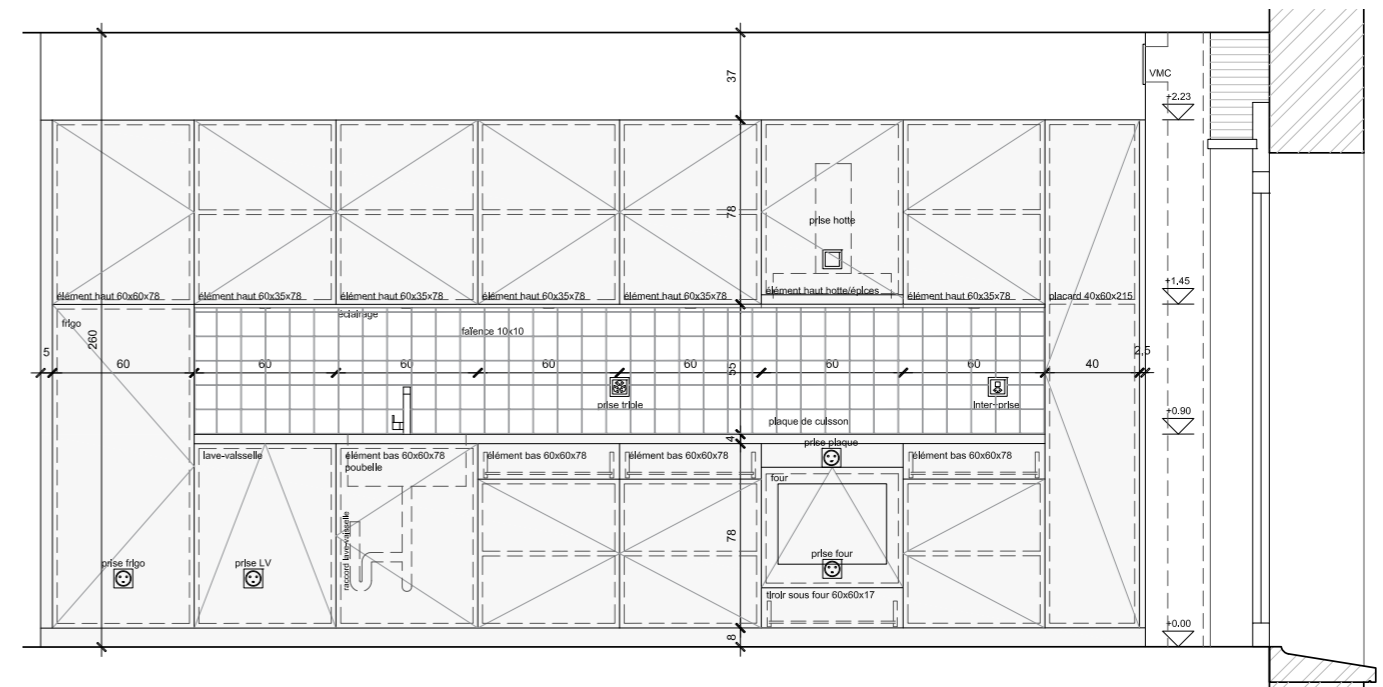 37
VMC
+2.23
78
prise hotte
élément haut 60x60x78
élément haut 60x35x78
élément haut 60x35x78
élément haut 60x35x78
élément haut 60x35x78
élément haut hotte/épices
élément haut 60x35x78
placard 40x60x215
+1,45
frigo
éclairage
faïence 10x10
260
5
60
60
60
60
60
55
60
60
40
2,5
prise triple
inter-prise
plaque de cuisson
+0.90
4
prise plaque
lave-vaisselle
élément bas 60x60x78
poubelle
élément bas 60x60x78
élément bas 60x60x78
élément bas 60x60x78
four
raccord lave-vaisselle
78
prise frigo
prise LV
prise four
tiroir sous four 60x60x17
+0.00
8